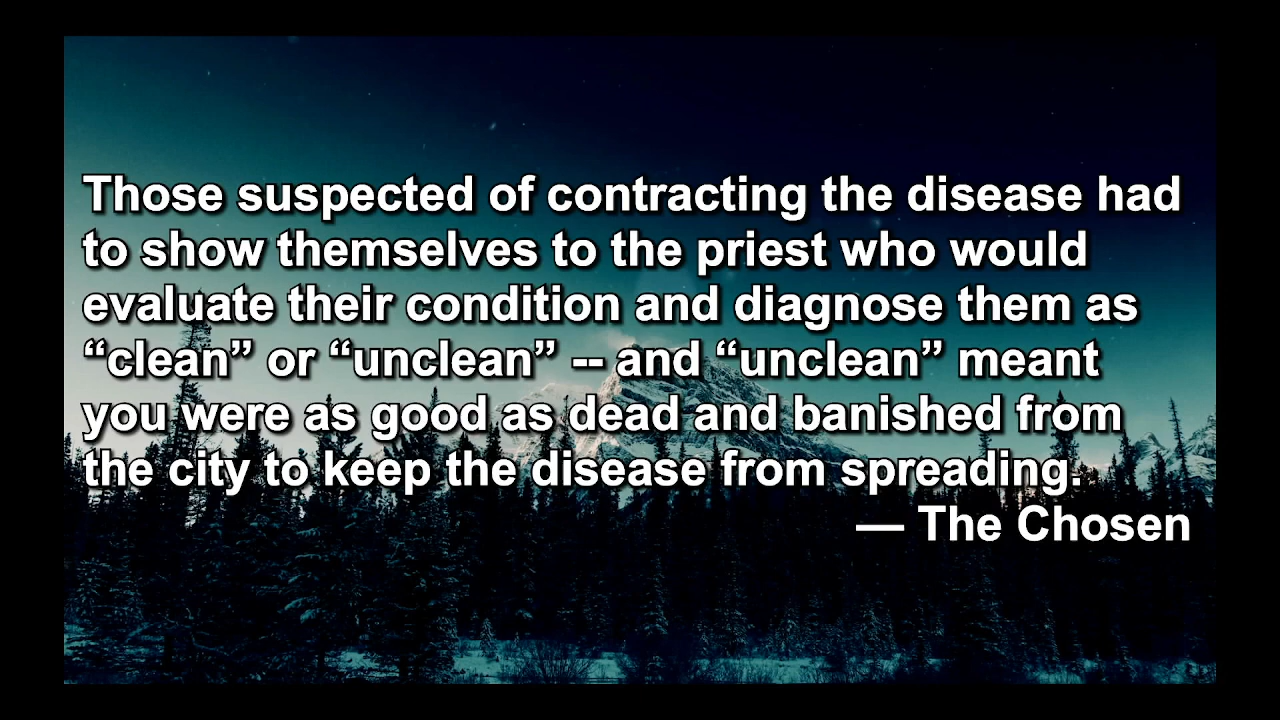 Those suspected of contracting the disease had
to show themselves to the priest who would
evaluate their condition and diagnose them as
“clean” or “unclean” -- and “unclean” meant
you were as good as dead and banished from
the city to keep the disease from spreading.
— The Chosen